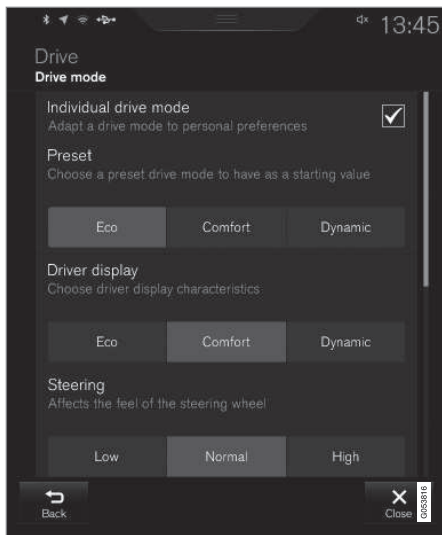 13:45
Drive
Drive mode
Individual drive mode
Adapt a drive mode to personal preferences
Preset
Choose a preset drive mode to have as a starting value
Eco Comfort Dynamic
Driver display
Choose driver display characteristics
Eco Comfort Dynamic
Steering
Affects the feel of the steering wheel
Low Normal High
Back Close
G053816